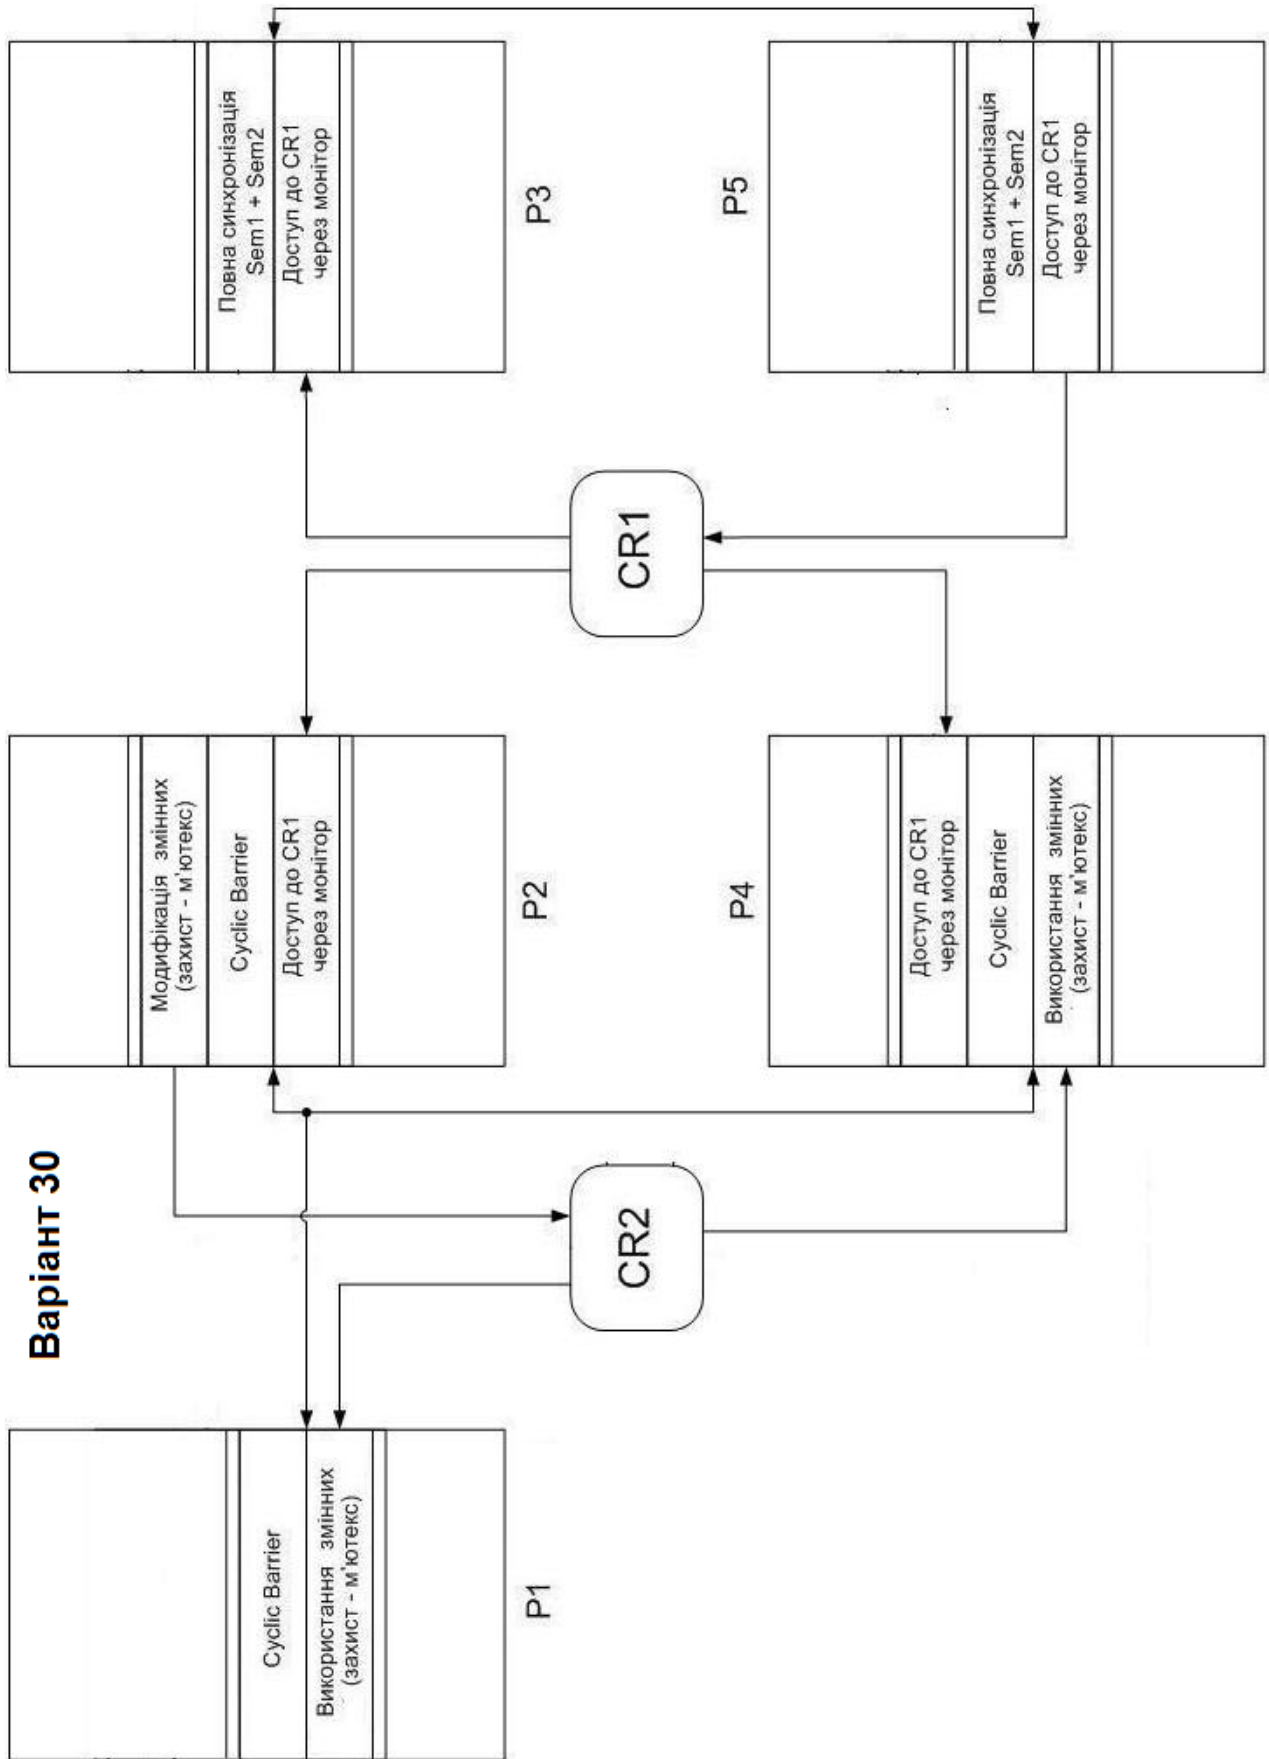 Варіант 30
Cyclic Barrier
Використання змінних
(захист - м'ютекс)
P1
Модифікація змінних
(захист - м'ютекс)
Cyclic Barrier
Доступ до CR1
через монітор
P2
Повна синхронізація
Sem1 + Sem2
Доступ до CR1
через монітор
P3
CR2
CR1
P4
Доступ до CR1
через монітор
Cyclic Barrier
Використання змінних
(захист - м'ютекс)
P5
Повна синхронізація
Sem1 + Sem2
Доступ до CR1
через монітор